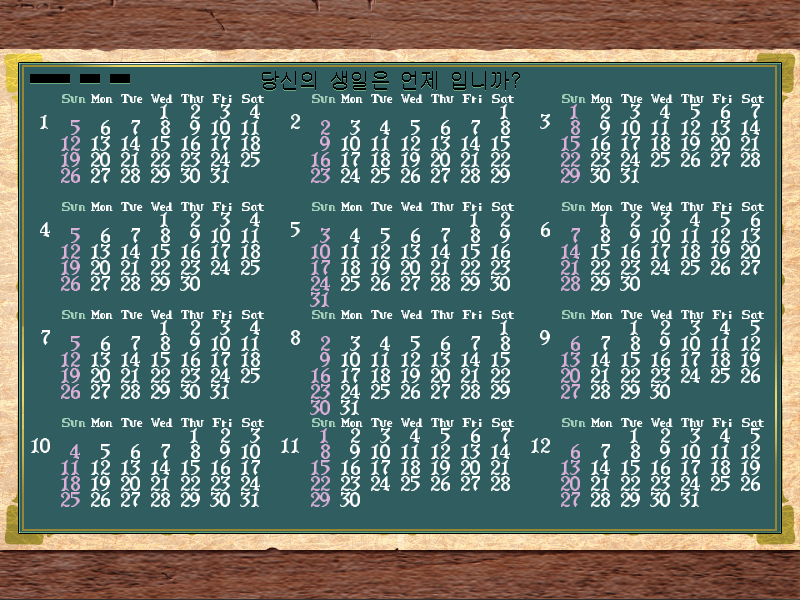 당신의 생일은 언제 입니까?
Sun Mon Tue Wed Thu Fri Sat
1
1 2 3 4
5 6 7 8 9 10 11
12 13 14 15 16 17 18
19 20 21 22 23 24 25
26 27 28 29 30 31
Sun Mon Tue Wed Thu Fri Sat
2
1
2 3 4 5 6 7 8
9 10 11 12 13 14 15
16 17 18 19 20 21 22
23 24 25 26 27 28 29
Sun Mon Tue Wed Thu Fri Sat
3
1 2 3 4 5 6 7
8 9 10 11 12 13 14
15 16 17 18 19 20 21
22 23 24 25 26 27 28
29 30 31
Sun Mon Tue Wed Thu Fri Sat
4
1 2 3 4
5 6 7 8 9 10 11
12 13 14 15 16 17 18
19 20 21 22 23 24 25
26 27 28 29 30
Sun Mon Tue Wed Thu Fri Sat
5
1 2
3 4 5 6 7 8 9
10 11 12 13 14 15 16
17 18 19 20 21 22 23
24 25 26 27 28 29 30
31
Sun Mon Tue Wed Thu Fri Sat
6
1 2 3 4 5 6
7 8 9 10 11 12 13
14 15 16 17 18 19 20
21 22 23 24 25 26 27
28 29 30
Sun Mon Tue Wed Thu Fri Sat
7
1 2 3 4
5 6 7 8 9 10 11
12 13 14 15 16 17 18
19 20 21 22 23 24 25
26 27 28 29 30 31
Sun Mon Tue Wed Thu Fri Sat
8
1
2 3 4 5 6 7 8
9 10 11 12 13 14 15
16 17 18 19 20 21 22
23 24 25 26 27 28 29
30 31
Sun Mon Tue Wed Thu Fri Sat
9
1 2 3 4 5
6 7 8 9 10 11 12
13 14 15 16 17 18 19
20 21 22 23 24 25 26
27 28 29 30
Sun Mon Tue Wed Thu Fri Sat
10
1 2 3
4 5 6 7 8 9 10
11 12 13 14 15 16 17
18 19 20 21 22 23 24
25 26 27 28 29 30 31
Sun Mon Tue Wed Thu Fri Sat
11
1 2 3 4 5 6 7
8 9 10 11 12 13 14
15 16 17 18 19 20 21
22 23 24 25 26 27 28
29 30
Sun Mon Tue Wed Thu Fri Sat
12
1 2 3 4 5
6 7 8 9 10 11 12
13 14 15 16 17 18 19
20 21 22 23 24 25 26
27 28 29 30 31